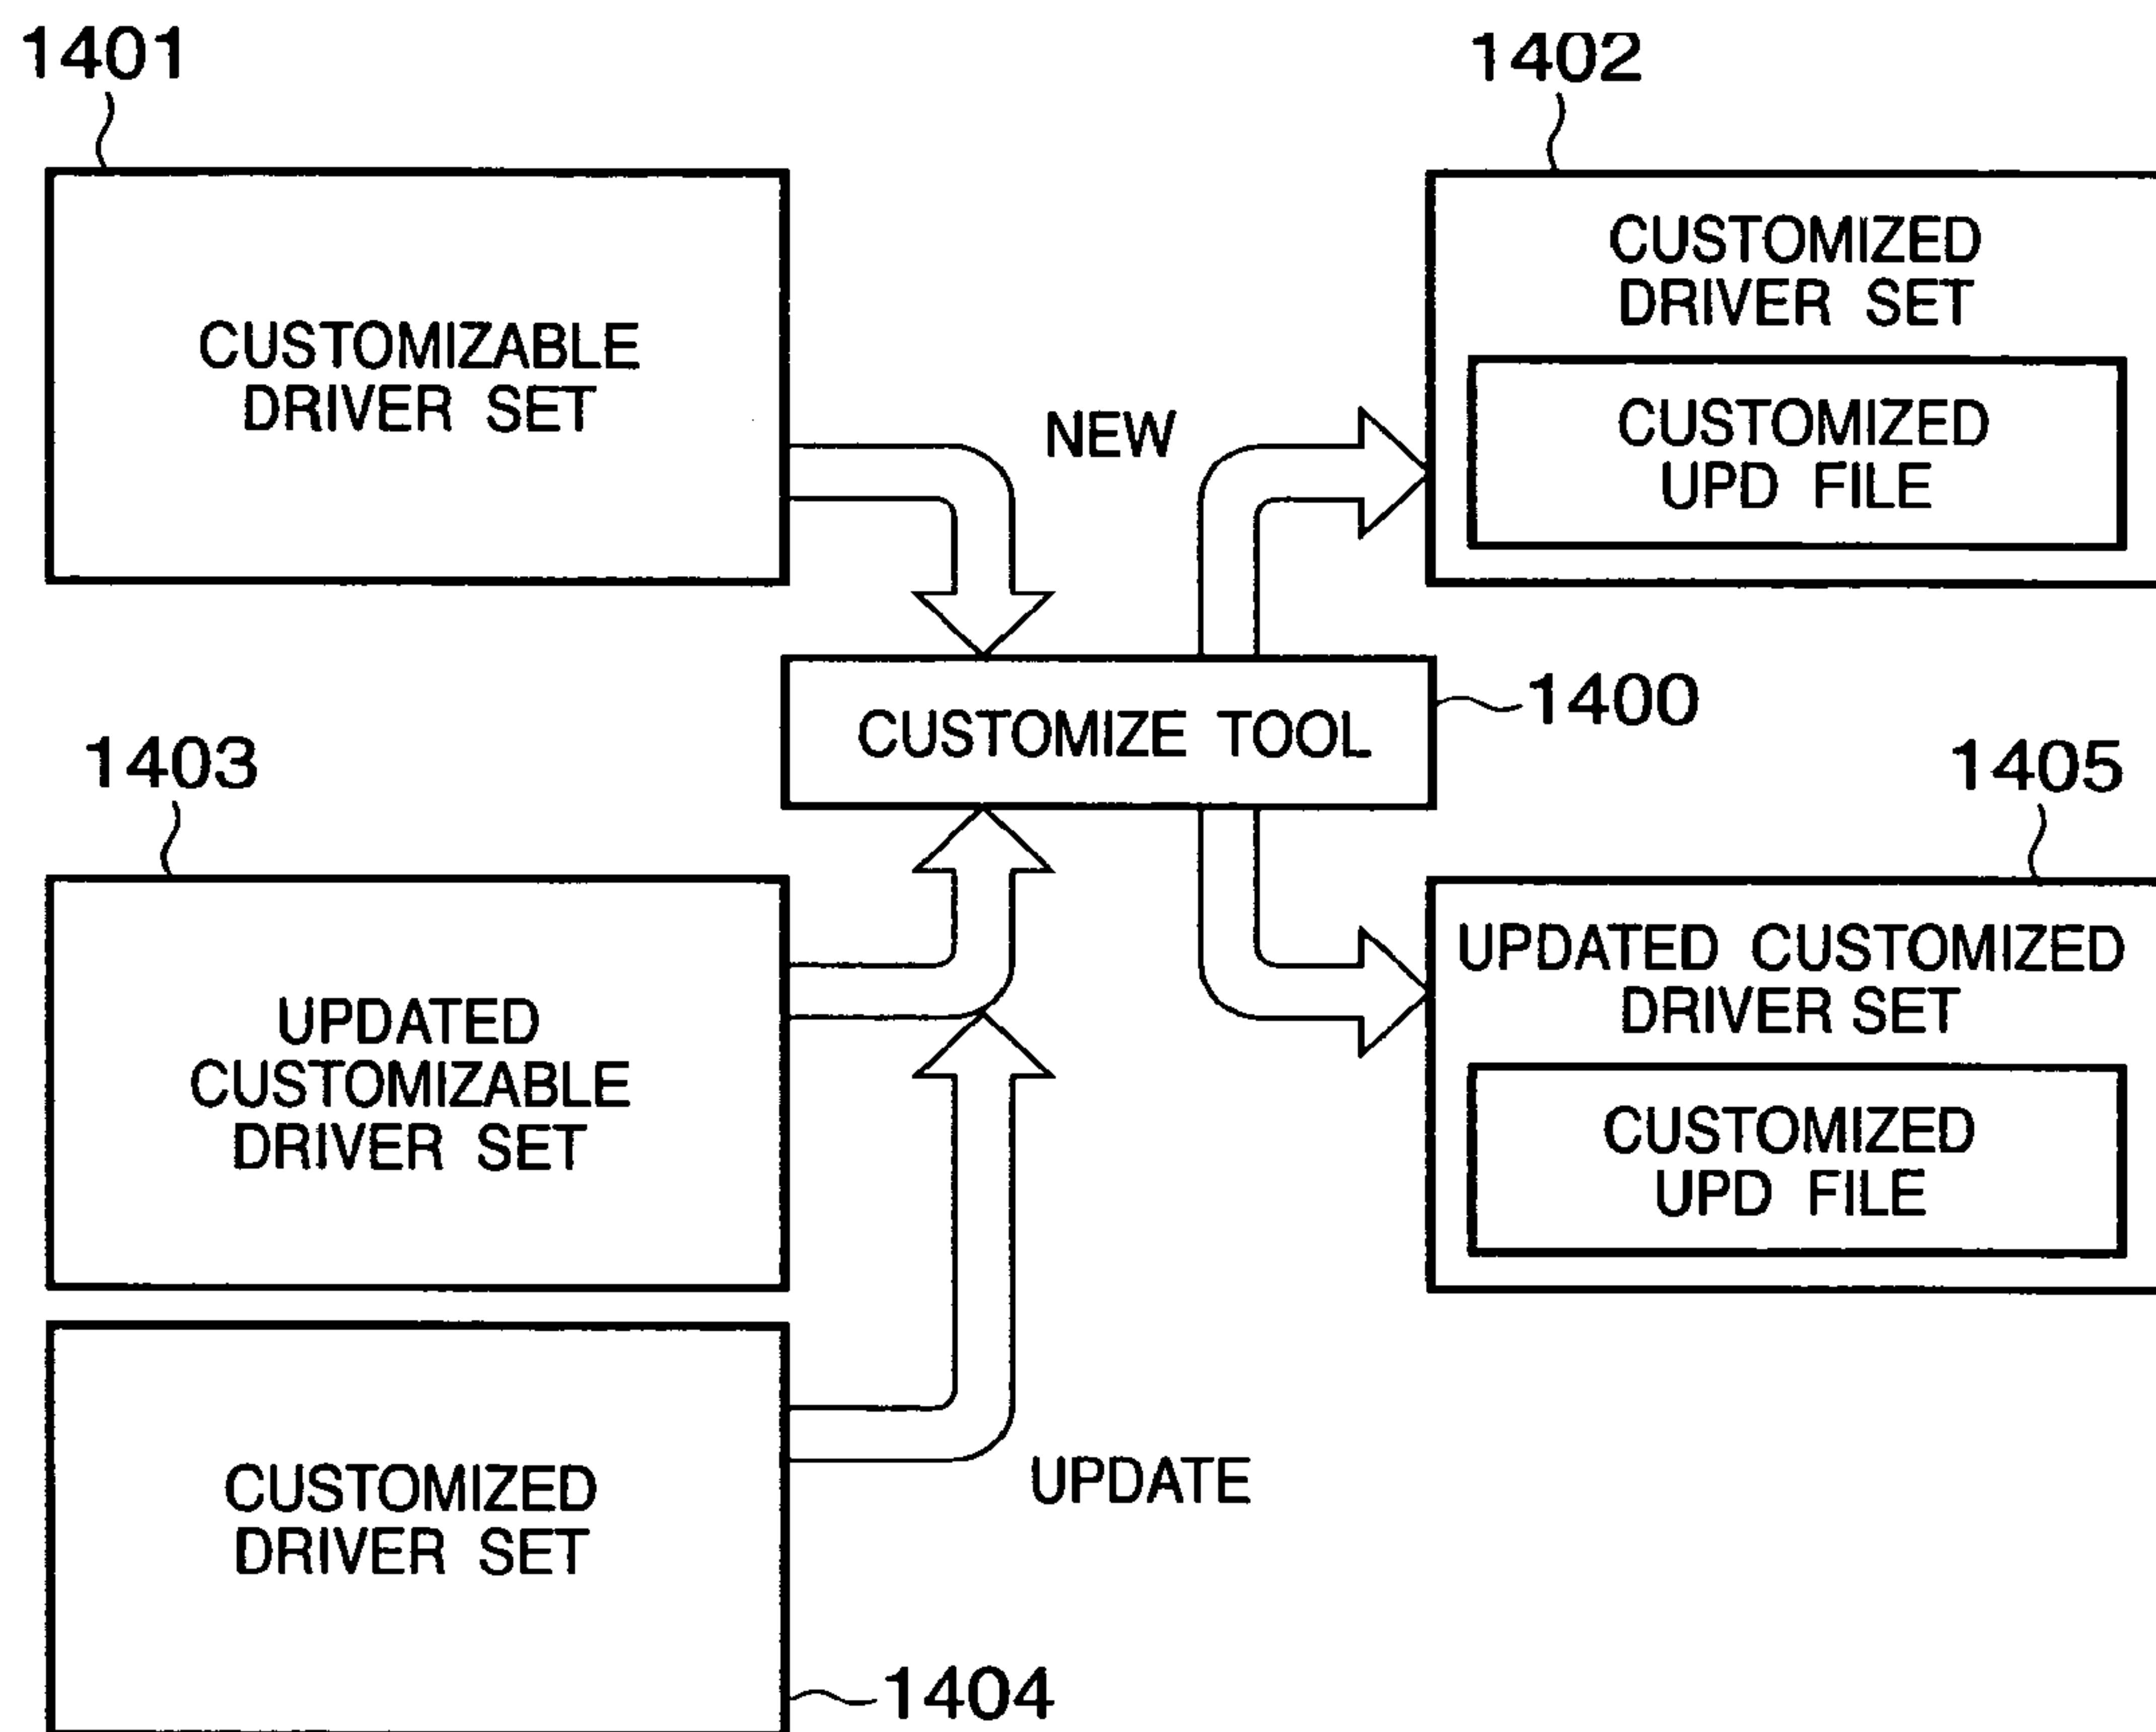 1401
1402
CUSTOMIZABLE
DRIVER SET
NEW
CUSTOMIZED
DRIVER SET
CUSTOMIZED
UPD FILE
CUSTOMIZE TOOL
1400
1403
1405
UPDATED
CUSTOMIZABLE
DRIVER SET
UPDATED CUSTOMIZED
DRIVER SET
CUSTOMIZED
UPD FILE
CUSTOMIZED
DRIVER SET
UPDATE
1404